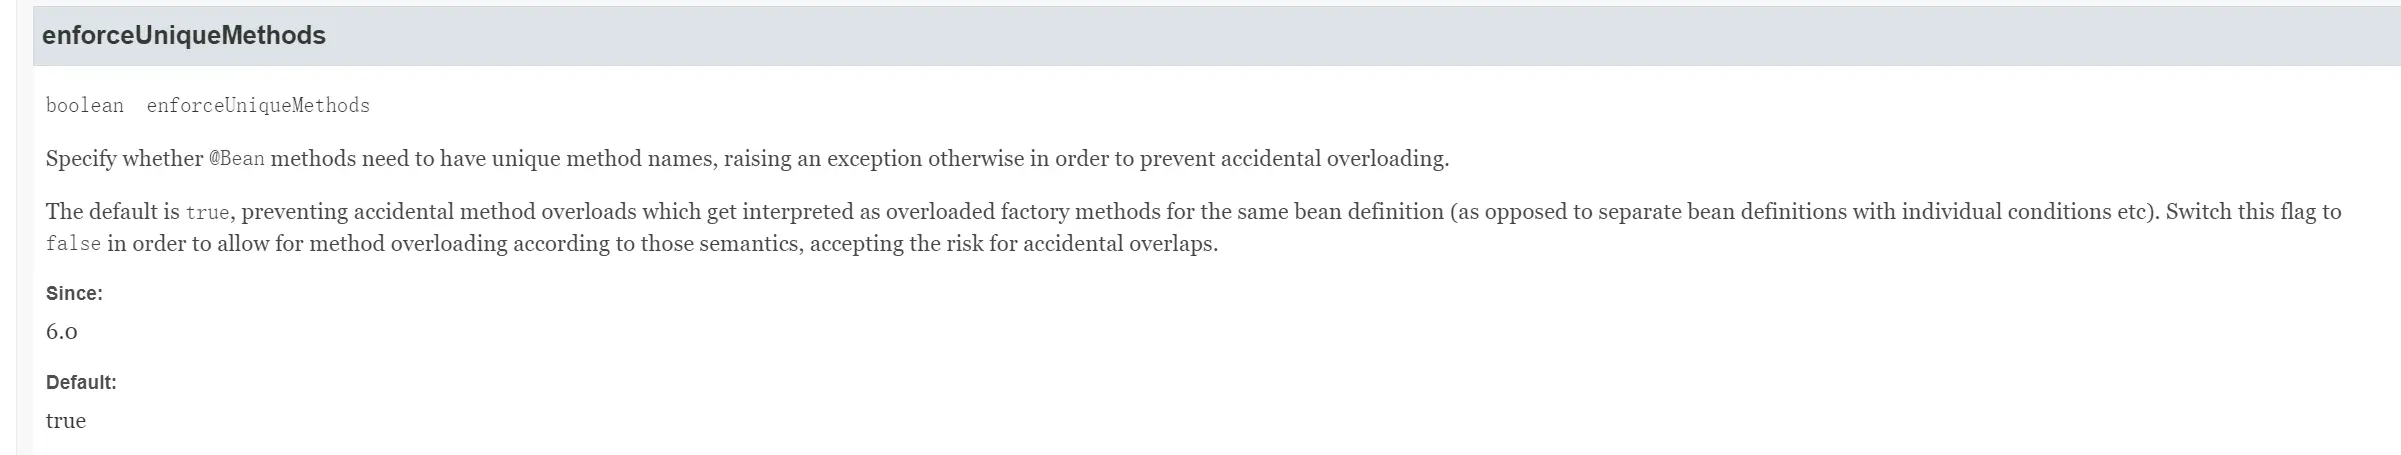 enforceUniqueMethods
boolean enforceUniqueMethods
Specify whether @Bean methods need to have unique method names, raising an exception otherwise in order to prevent accidental overloading.
The default is true, preventing accidental method overloads which get interpreted as overloaded factory methods for the same bean definition (as opposed to separate bean definitions with individual conditions etc). Switch this flag to
false in order to allow for method overloading according to those semantics, accepting the risk for accidental overlaps.
Since:
6.0
Default:
true